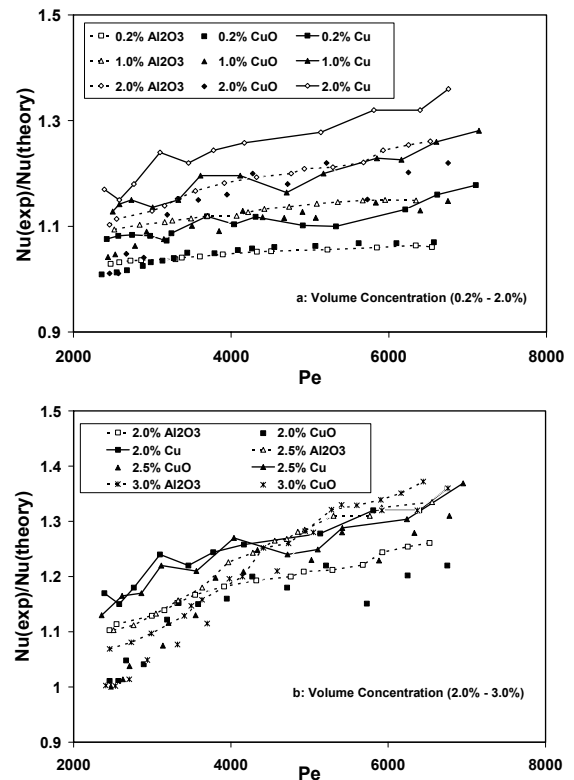 1.5
0.2% Al2O3 0.2% CuO 0.2% Cu
1.0% Al2O3 1.0% CuO 1.0% Cu
2.0% Al2O3 2.0% CuO 2.0% Cu
1.3
1.1
0.9
Nu(exp)/Nu(theory)
a: Volume Concentration (0.2% - 2.0%)
2000 4000 6000 8000
Pe
1.5
2.0% Al2O3 2.0% CuO
2.0% Cu 2.5% Al2O3
2.5% CuO 2.5% Cu
3.0% Al2O3 3.0% CuO
1.4
1.3
1.2
1.1
1
0.9
Nu(exp)/Nu(theory)
b: Volume Concentration (2.0% - 3.0%)
2000 4000 6000 8000
Pe